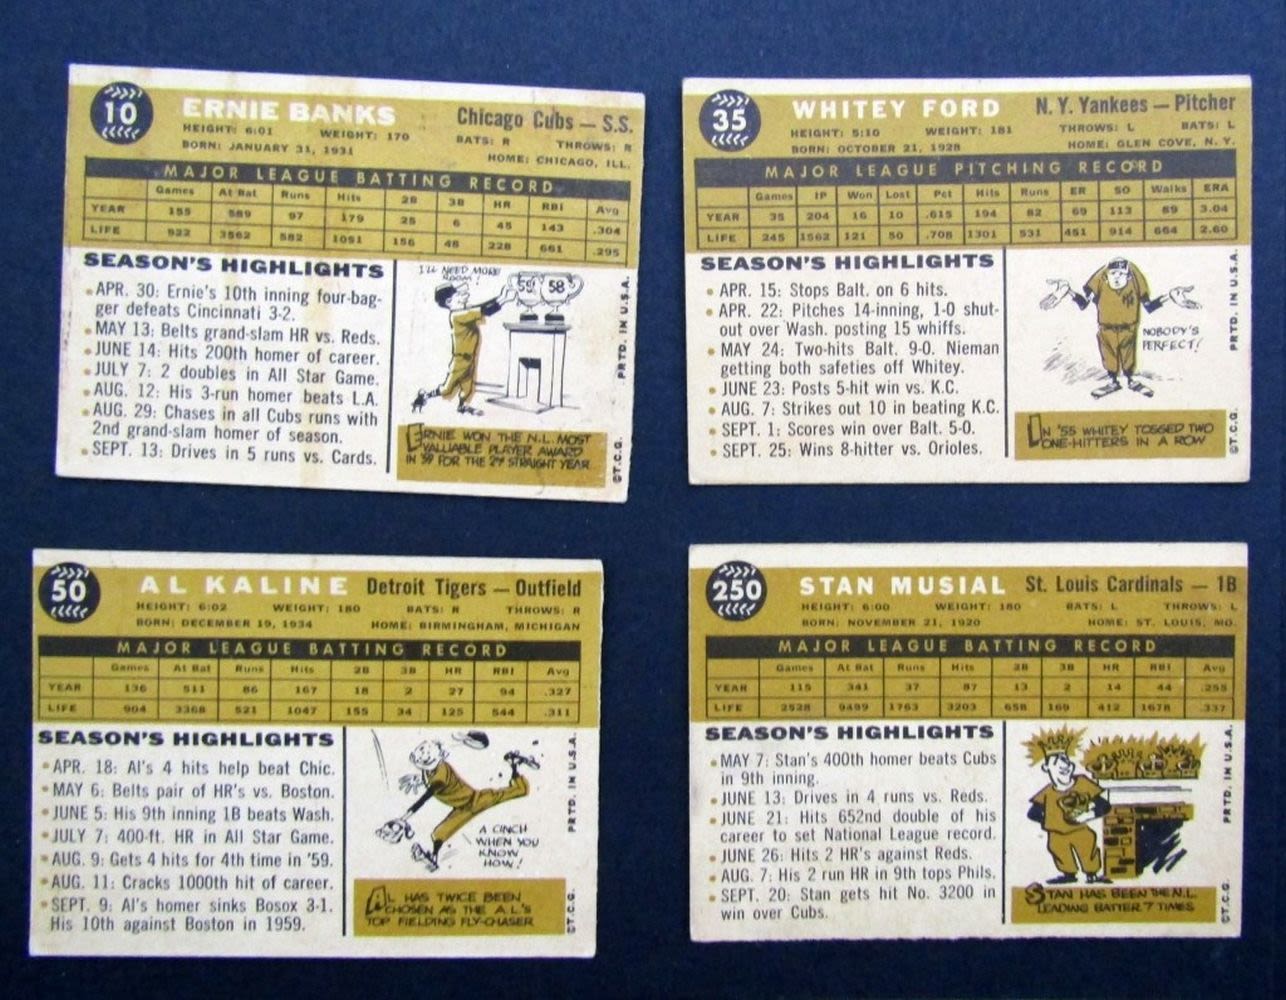 10
ERNIE BANKS
Chicago Cubs — S.S.
HEIGHT: 6:01 WEIGHT: 170 BATS: R THROWS: R
BORN: JANUARY 31, 1931 HOME: CHICAGO, ILL.
MAJOR LEAGUE BATTING RECORD
Games At Bat Runs Hits 2B 3B HR RBI Avg
YEAR 155 589 97 179 25 6 45 143 .304
LIFE 922 3562 582 1051 156 48 228 661 .295
SEASON'S HIGHLIGHTS
• APR. 30: Ernie's 10th inning four-bag-
ger defeats Cincinnati 3-2.
• MAY 13: Belts grand-slam HR vs. Reds.
• JUNE 14: Hits 200th homer of career.
• JULY 7: 2 doubles in All Star Game.
• AUG. 12: His 3-run homer beats L.A.
• AUG. 29: Chases in all Cubs runs with
2nd grand-slam homer of season.
• SEPT. 13: Drives in 5 runs vs. Cards.
I'LL NEED MORE
ROOM!
59 58
ERNIE WON THE N.L. MOST
VALUABLE PLAYER AWARD
IN '59 FOR THE 2nd STRAIGHT YEAR
©T.C.G. PRTD. IN U.S.A.
35
WHITEY FORD
N. Y. Yankees — Pitcher
HEIGHT: 5:10 WEIGHT: 181 THROWS: L BATS: L
BORN: OCTOBER 21, 1928 HOME: GLEN COVE, N. Y.
MAJOR LEAGUE PITCHING RECORD
Games IP Won Lost Pct Hits Runs ER SO Walks ERA
YEAR 35 204 16 10 .615 194 82 69 113 89 3.04
LIFE 245 1562 121 50 .708 1301 531 451 914 664 2.60
SEASON'S HIGHLIGHTS
• APR. 15: Stops Balt. on 6 hits.
• APR. 22: Pitches 14-inning, 1-0 shut-
out over Wash. posting 15 whiffs.
• MAY 24: Two-hits Balt. 9-0. Nieman
getting both safeties off Whitey.
• JUNE 23: Posts 5-hit win vs. K.C.
• AUG. 7: Strikes out 10 in beating K.C.
• SEPT. 1: Scores win over Balt. 5-0.
• SEPT. 25: Wins 8-hitter vs. Orioles.
NOBODY'S
PERFECT!
IN '55 WHITEY TOSSED TWO
ONE-HITTERS IN A ROW
©T.C.G. PRTD. IN U.S.A.
50
AL KALINE
Detroit Tigers — Outfield
HEIGHT: 6:02 WEIGHT: 180 BATS: R THROWS: R
BORN: DECEMBER 19, 1934 HOME: BIRMINGHAM, MICHIGAN
MAJOR LEAGUE BATTING RECORD
Games At Bat Runs Hits 2B 3B HR RBI Avg
YEAR 136 511 86 167 18 2 27 94 .327
LIFE 904 3368 521 1047 155 34 125 544 .311
SEASON'S HIGHLIGHTS
• APR. 18: Al's 4 hits help beat Chic.
• MAY 6: Belts pair of HR's vs. Boston.
• JUNE 5: His 9th inning 1B beats Wash.
• JULY 7: 400-ft. HR in All Star Game.
• AUG. 9: Gets 4 hits for 4th time in '59.
• AUG. 11: Cracks 1000th hit of career.
• SEPT. 9: Al's homer sinks Bosox 3-1.
His 10th against Boston in 1959.
A CINCH
WHEN YOU
KNOW
HOW!
AL HAS TWICE BEEN
CHOSEN AS THE A.L'S
TOP FIELDING FLY-CHASER
©T.C.G. PRTD. IN U.S.A.
250
STAN MUSIAL
St. Louis Cardinals — 1B
HEIGHT: 6:00 WEIGHT: 180 BATS: L THROWS: L
BORN: NOVEMBER 21, 1920 HOME: ST. LOUIS, MO.
MAJOR LEAGUE BATTING RECORD
Games At Bat Runs Hits 2B 3B HR RBI Avg
YEAR 115 341 37 87 13 2 14 44 .255
LIFE 2528 9499 1763 3203 658 169 412 1678 .337
SEASON'S HIGHLIGHTS
• MAY 7: Stan's 400th homer beats Cubs
in 9th inning.
• JUNE 13: Drives in 4 runs vs. Reds.
• JUNE 21: Hits 652nd double of his
career to set National League record.
• JUNE 26: Hits 2 HR's against Reds.
• AUG. 7: His 2 run HR in 9th tops Phils.
• SEPT. 20: Stan gets hit No. 3200 in
win over Cubs.
STAN HAS BEEN THE N.L.
LEADING BATTER 7 TIMES
©T.C.G. PRTD. IN U.S.A.